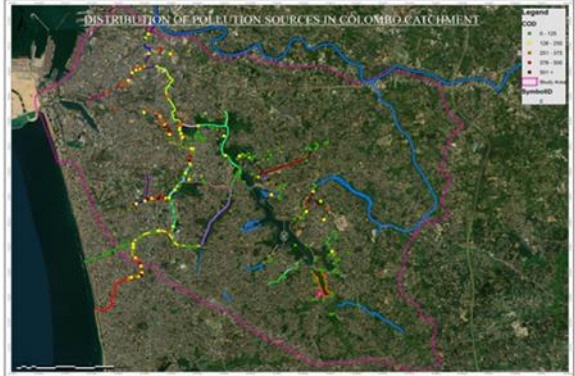 DISTRIBUTION OF POLLUTION SOURCES IN COLOMBO CATCHMENT
Legend
COD
0 - 125
126 - 250
251 - 375
376 - 500
501 +
Study Area
SymbolID